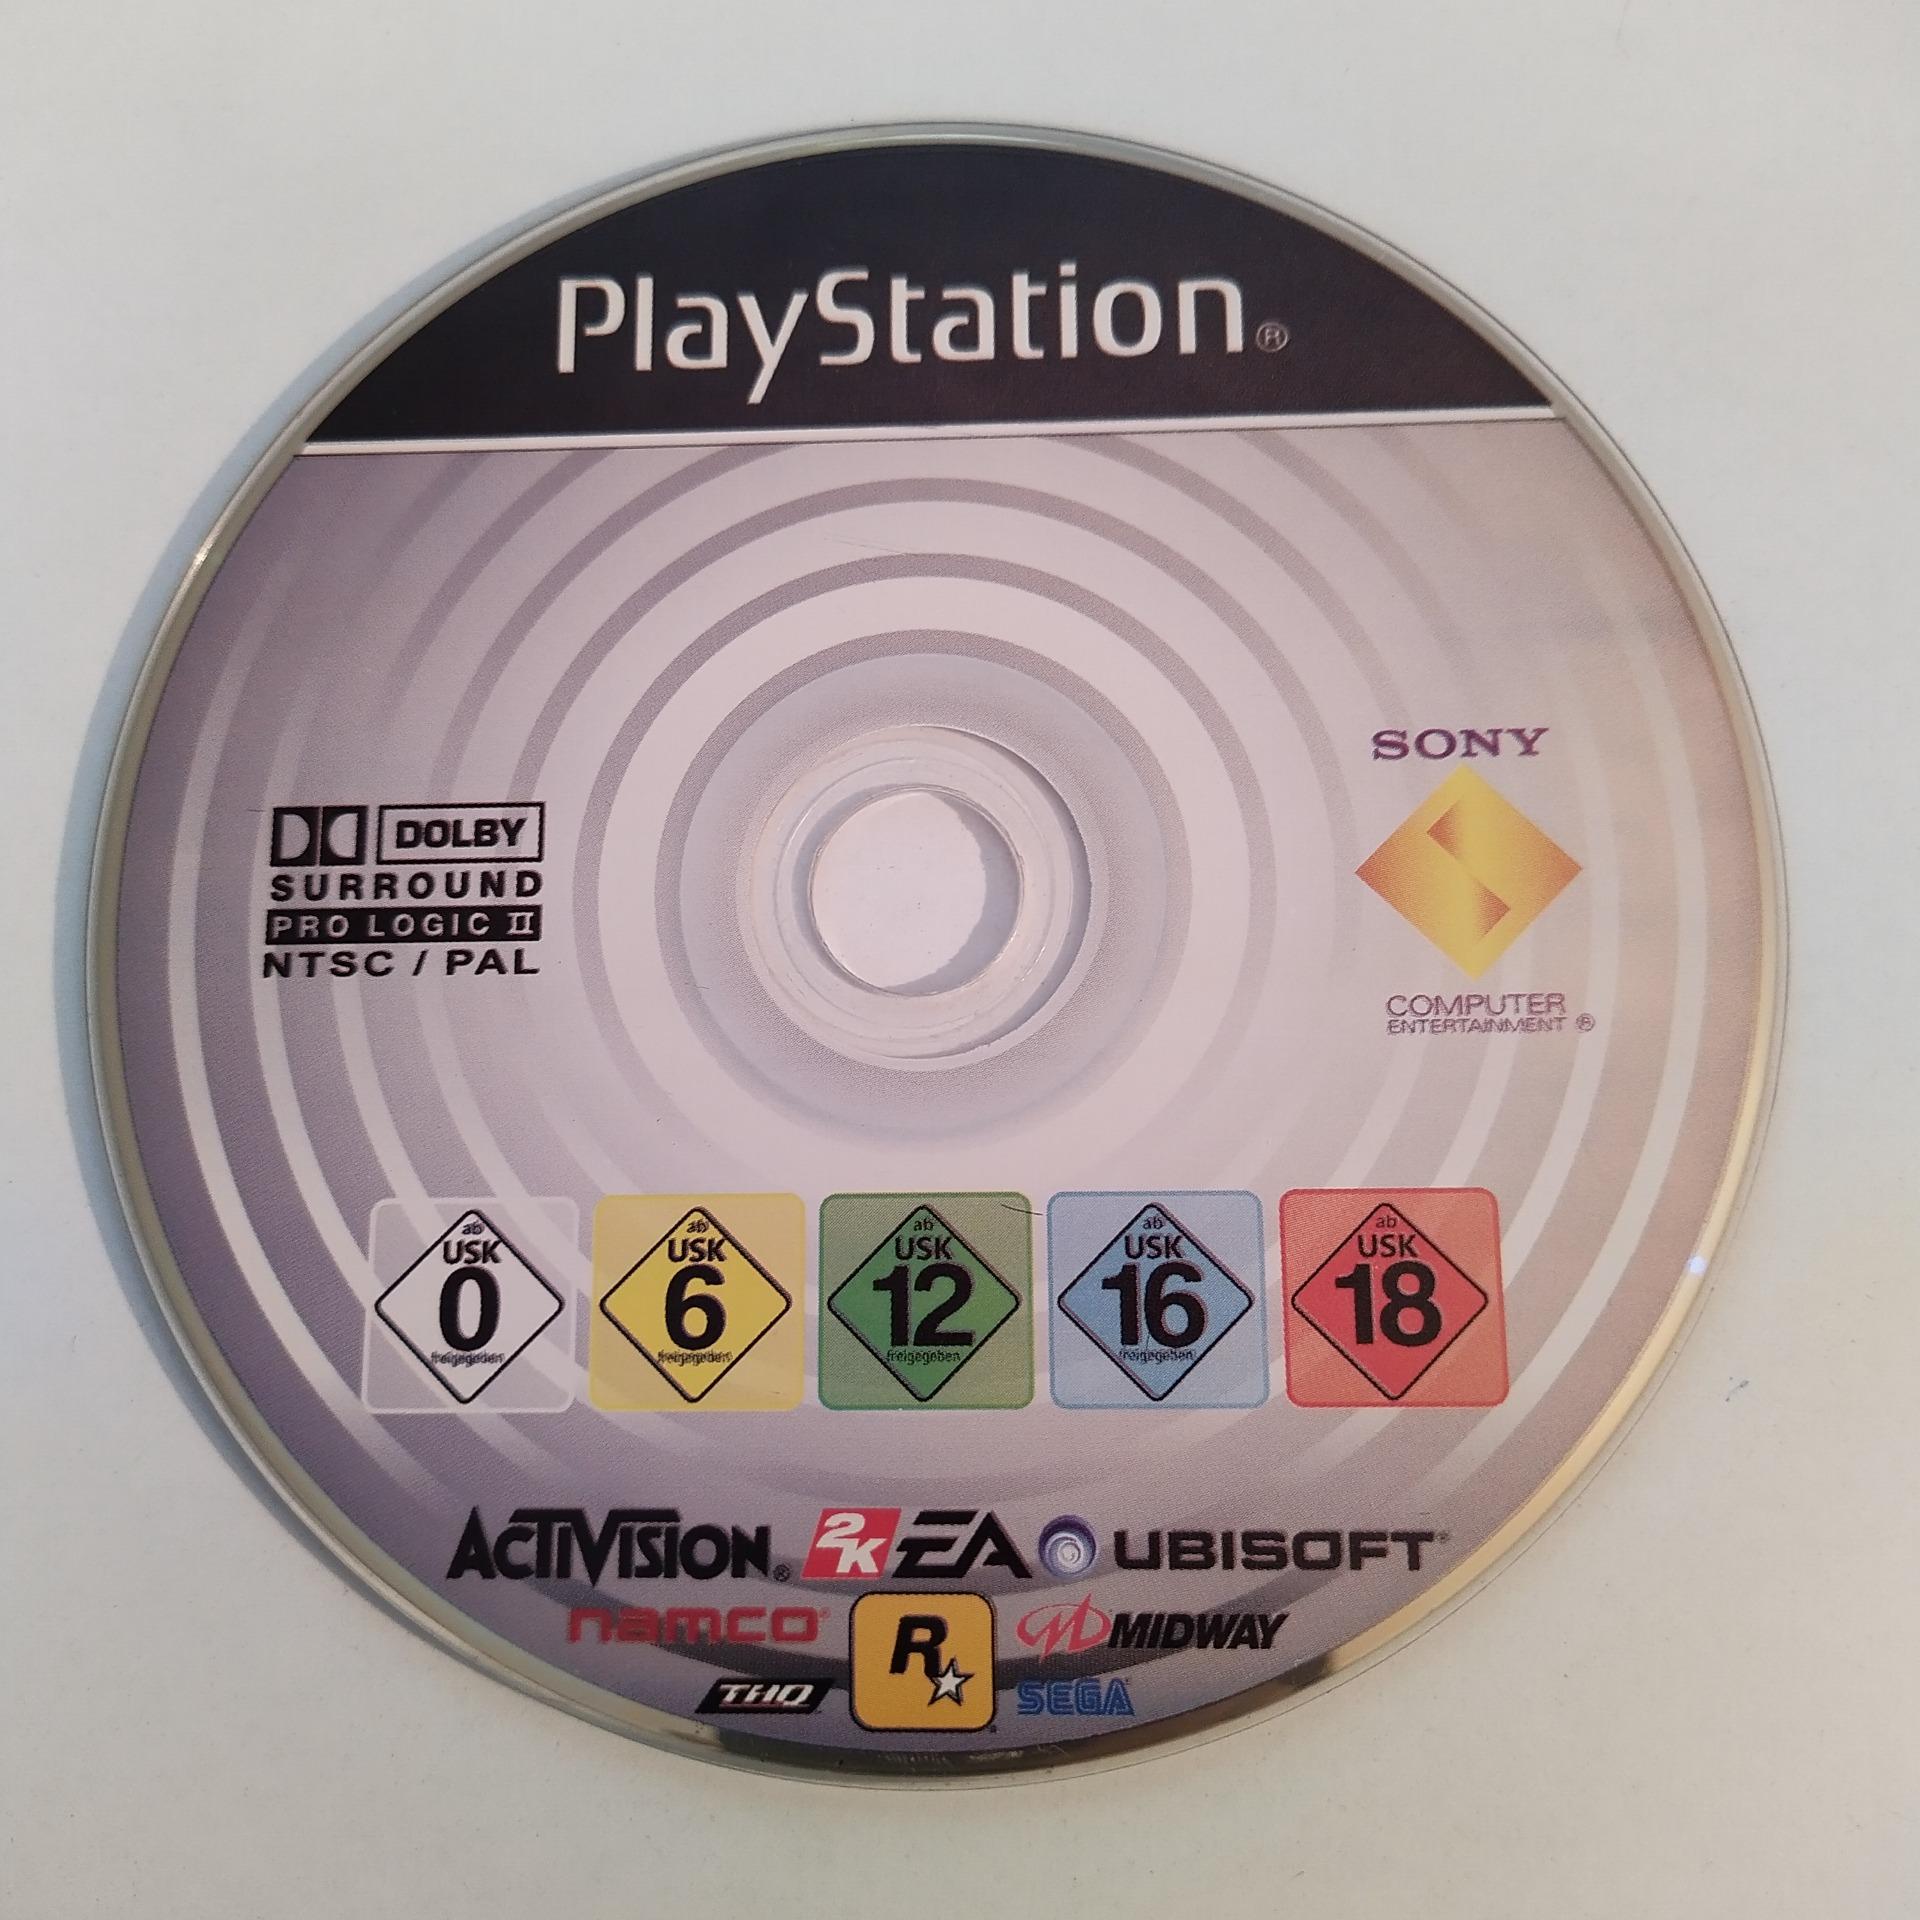 PlayStation®
SONY
DOLBY
SURROUND
PRO LOGIC II
NTSC / PAL
COMPUTER
ENTERTAINMENT ®
ab
USK
0
freigegeben
ab
USK
6
freigegeben
ab
USK
12
freigegeben
ab
USK
16
freigegeben
ab
USK
18
ACTIVISION® 2K EA UBISOFT®
namco® R MIDWAY
THQ SEGA